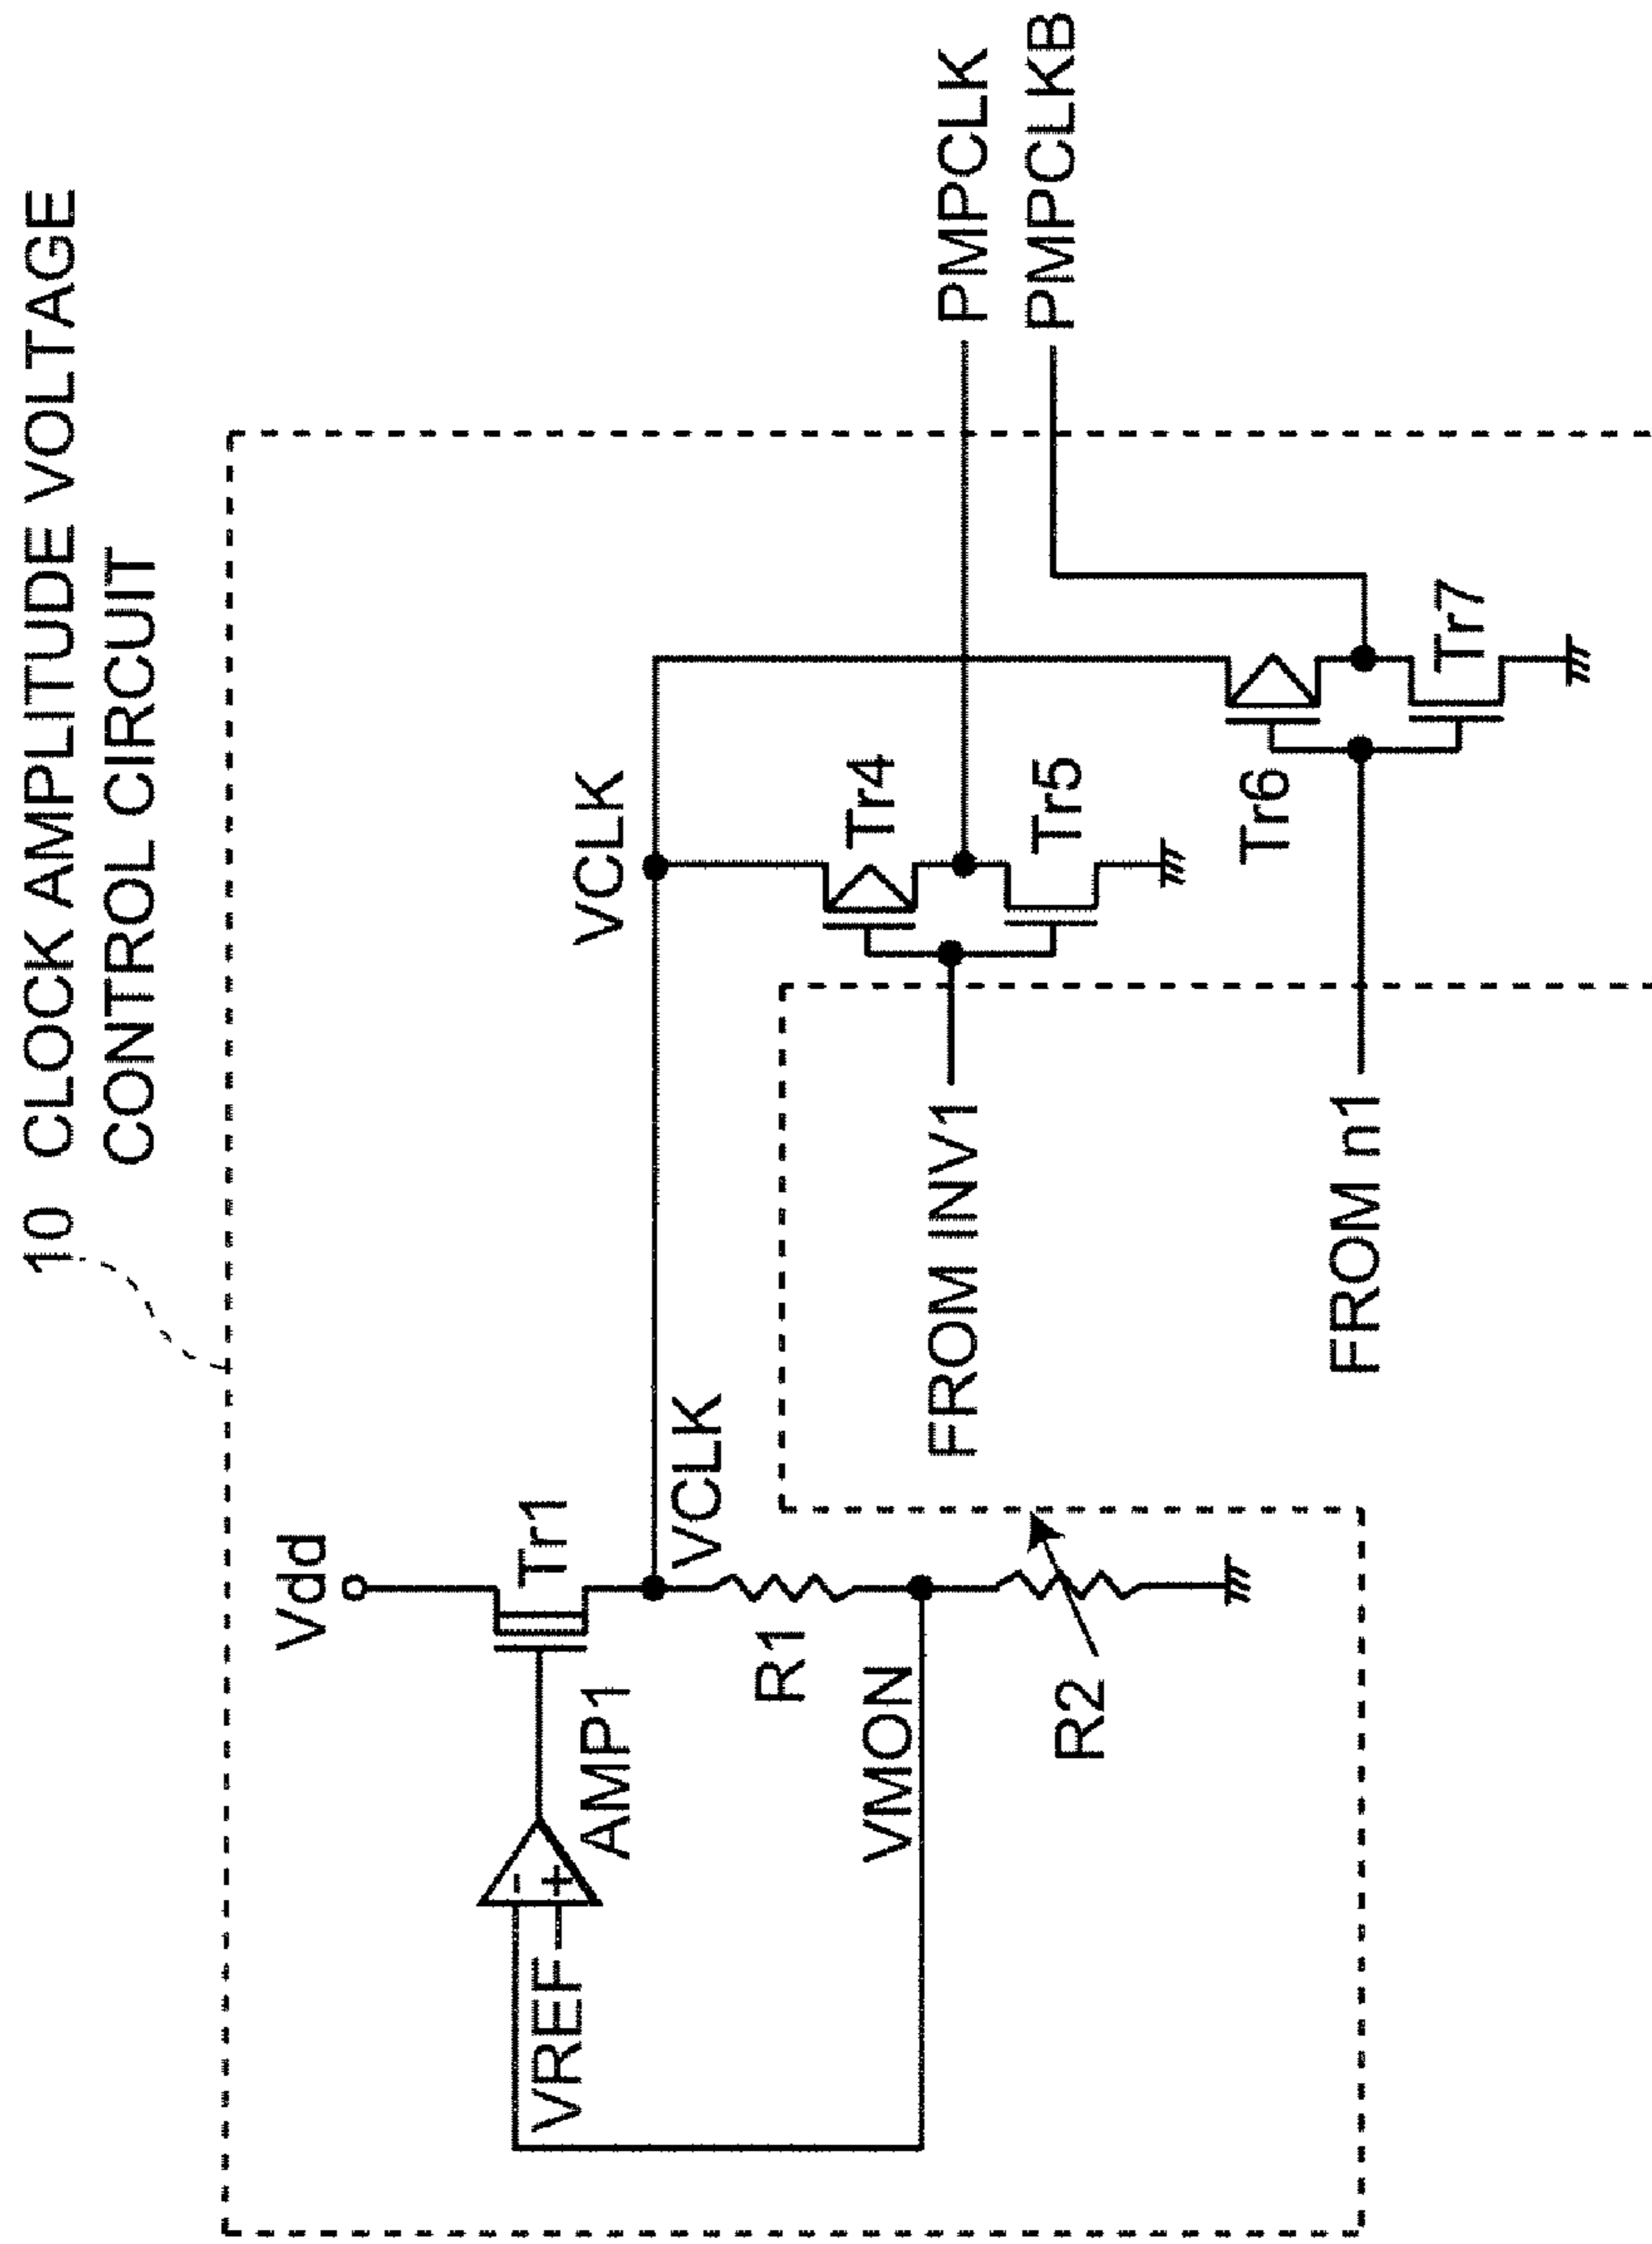 10 CLOCK AMPLITUDE VOLTAGE
CONTROL CIRCUIT
Vdd
Tr1
AMP1
-
+
VREF
VCLK
VCLK
R1
VMON
R2
Tr4
Tr5
FROM INV1
Tr6
Tr7
FROM n1
PMPCLK
PMPCLKB